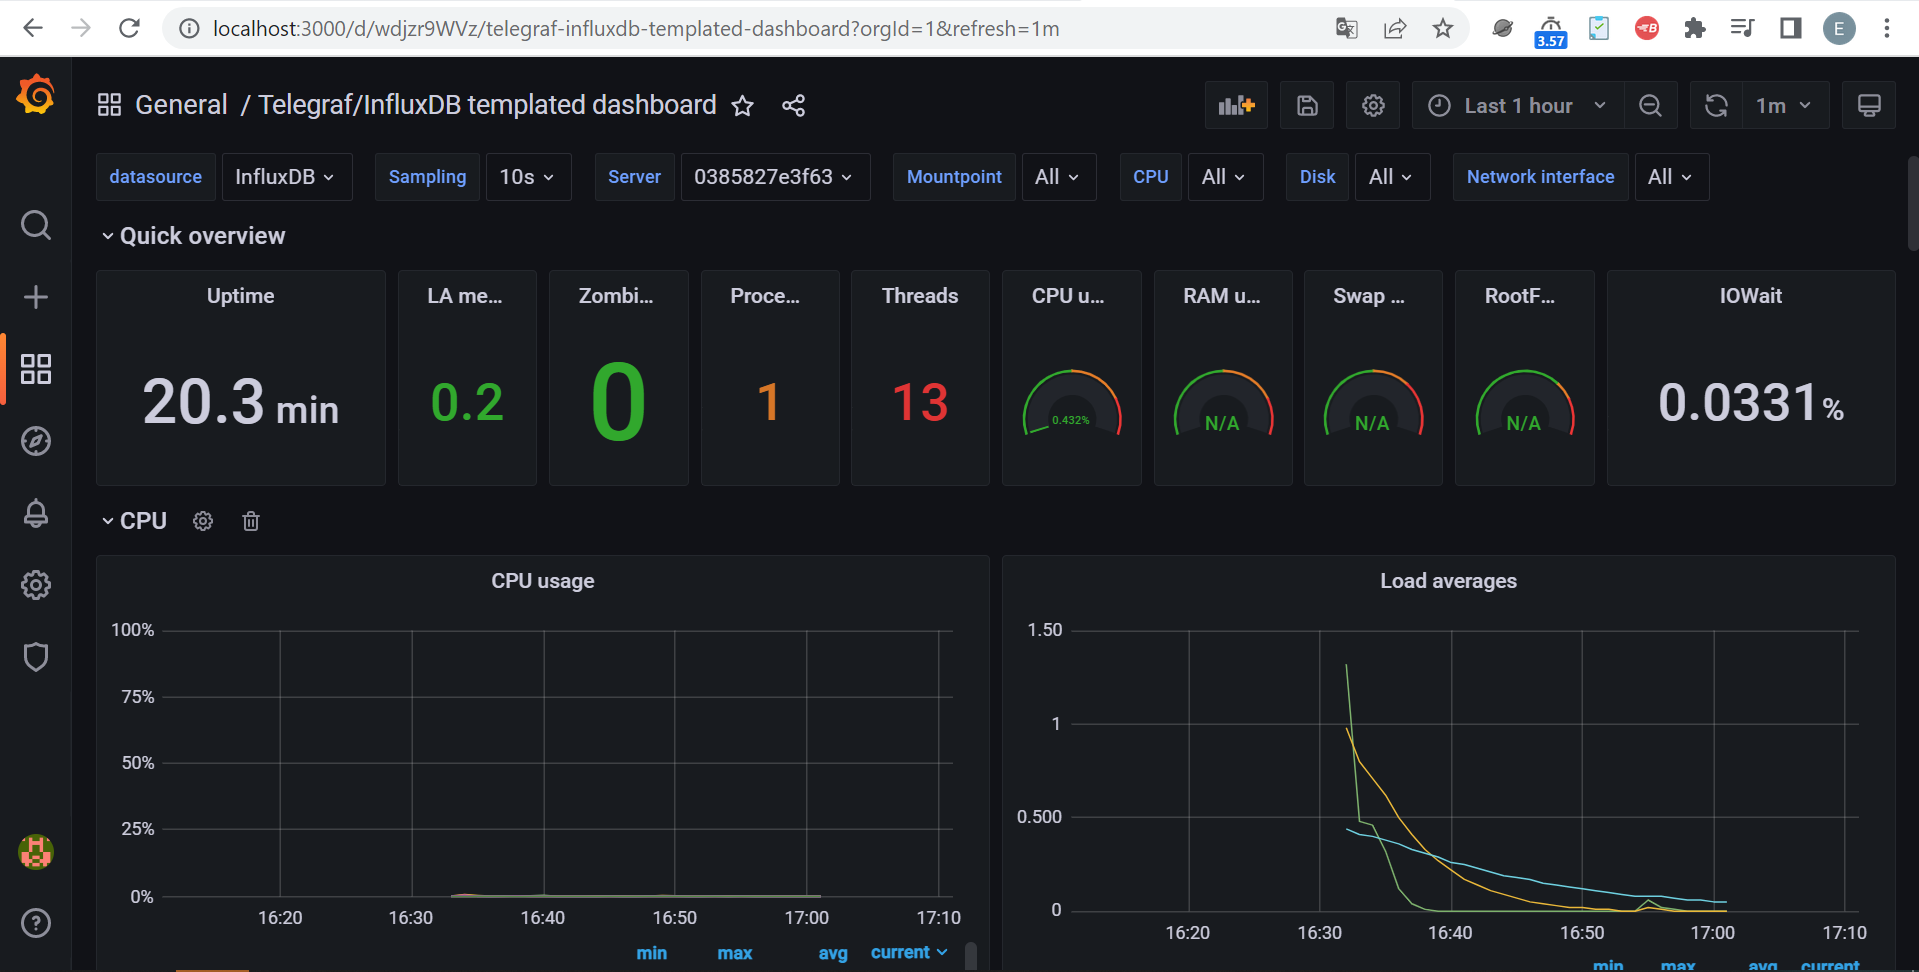 localhost:3000/d/wdjzr9WVz/telegraf-influxdb-templated-dashboard?orgId=1&refresh=1m
3.57
B
E
General / Telegraf/InfluxDB templated dashboard
Last 1 hour
1m
datasource InfluxDB Sampling 10s Server 0385827e3f63 Mountpoint All CPU All Disk All Network interface All
Quick overview
Uptime LA me... Zombi... Proce... Threads CPU u... RAM u... Swap ... RootF... IOWait
20.3 min 0.2 0 1 13 0.432% N/A N/A N/A 0.0331%
CPU
CPU usage
100%
75%
50%
25%
0%
16:20 16:30 16:40 16:50 17:00 17:10
min max avg current
Load averages
1.50
1
0.500
0
16:20 16:30 16:40 16:50 17:00 17:10
min max avg current